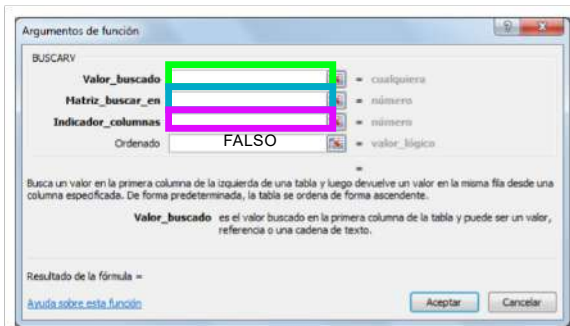 Argumentos de función
BUSCARV
Valor_buscado = cualquiera
Matriz_buscar_en = número
Indicador_columnas = número
Ordenado FALSO = valor_lógico
=
Busca un valor en la primera columna de la izquierda de una tabla y luego devuelve un valor en la misma fila desde una
columna especificada. De forma predeterminada, la tabla se ordena de forma ascendente.
Valor_buscado es el valor buscado en la primera columna de la tabla y puede ser un valor,
referencia o una cadena de texto.
Resultado de la fórmula =
Ayuda sobre esta función Aceptar Cancelar